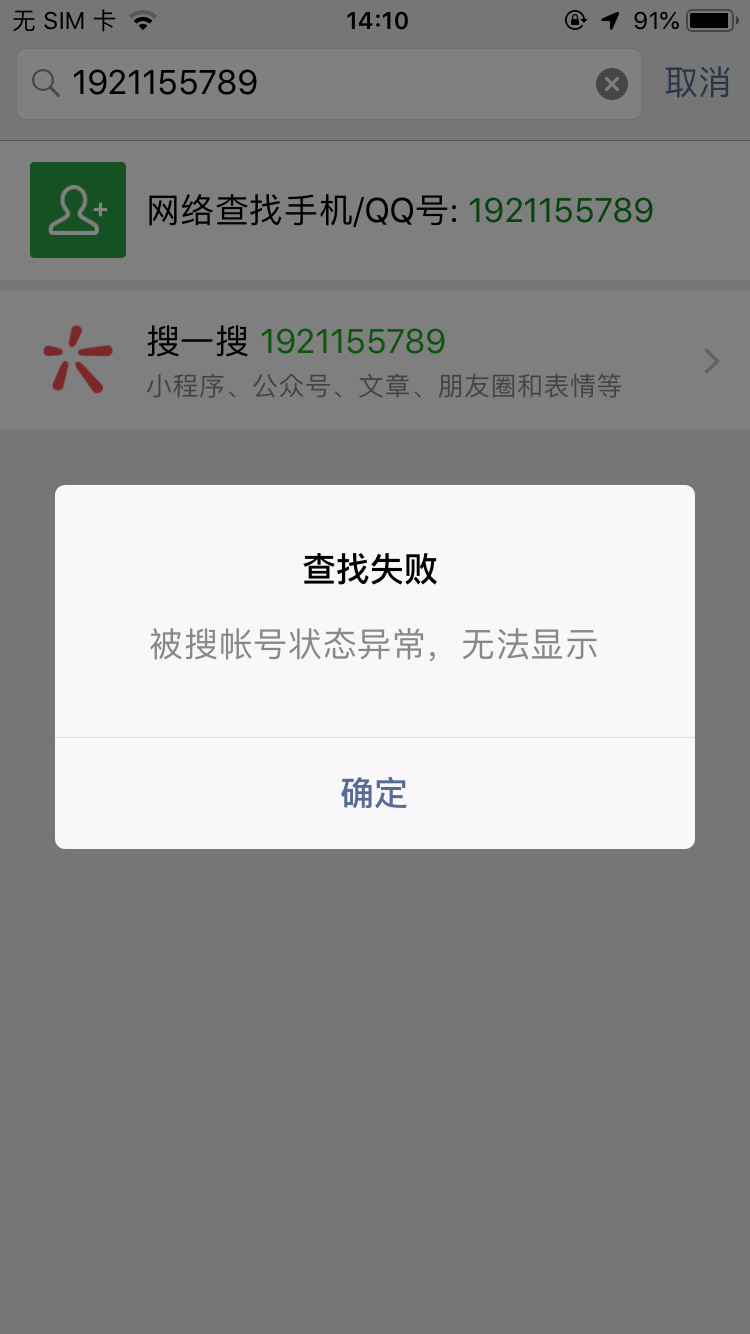 无 SIM 卡
14:10
91%
1921155789
取消
网络查找手机/QQ号: 1921155789
搜一搜 1921155789
小程序、公众号、文章、朋友圈和表情等
查找失败
被搜帐号状态异常，无法显示
确定